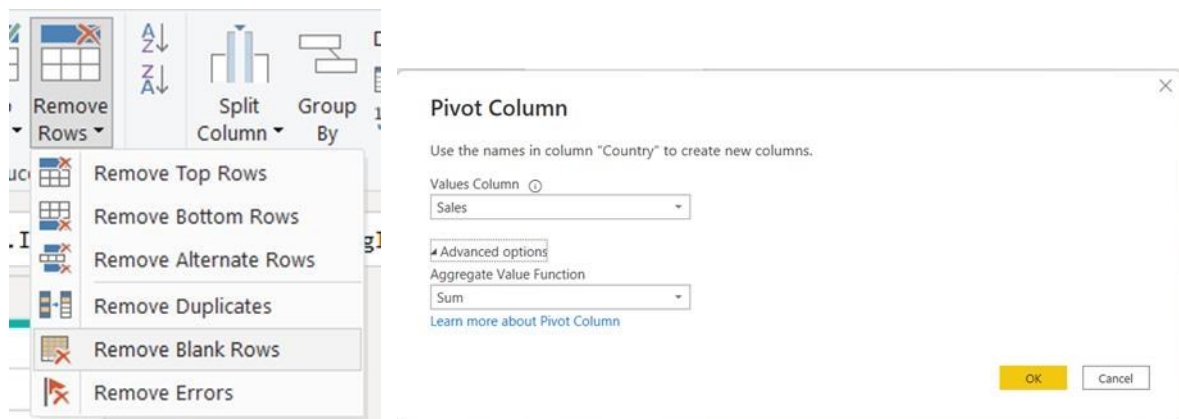 A
Z
Z
A
Remove
Rows
Split
Column
Group
By
Remove Top Rows
Remove Bottom Rows
Remove Alternate Rows
Remove Duplicates
Remove Blank Rows
Remove Errors
Pivot Column
Use the names in column "Country" to create new columns.
Values Column
Sales
Advanced options
Aggregate Value Function
Sum
Learn more about Pivot Column
OK
Cancel